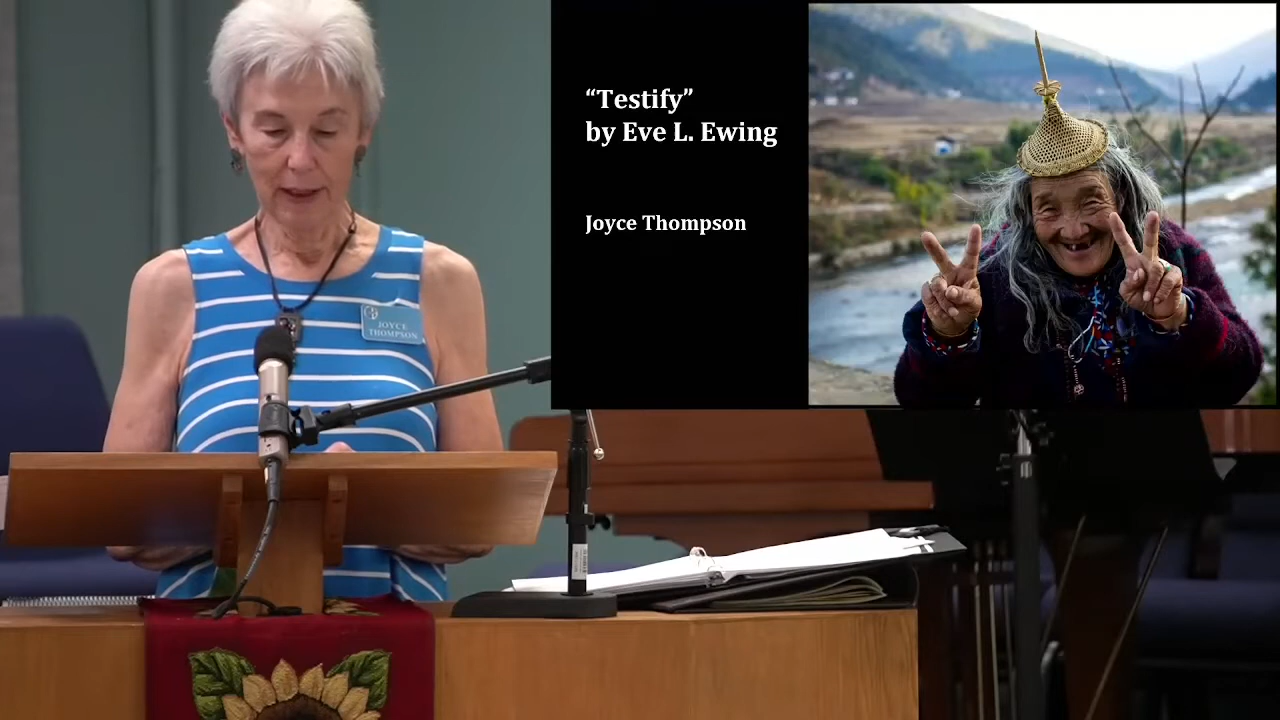 “Testify”
by Eve L. Ewing
Joyce Thompson
JOYCE
THOMPSON